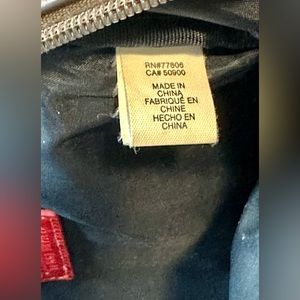 RN#77806
CA# 50900
MADE IN
CHINA
FABRIQUÉ EN
CHINE
HECHO EN
CHINA